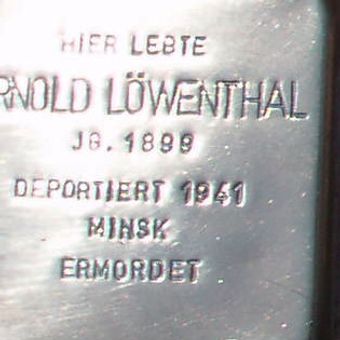 HIER LEBTE
RNOLD LÖWENTHAL
JG. 1899
DEPORTIERT 1941
MINSK
ERMORDET